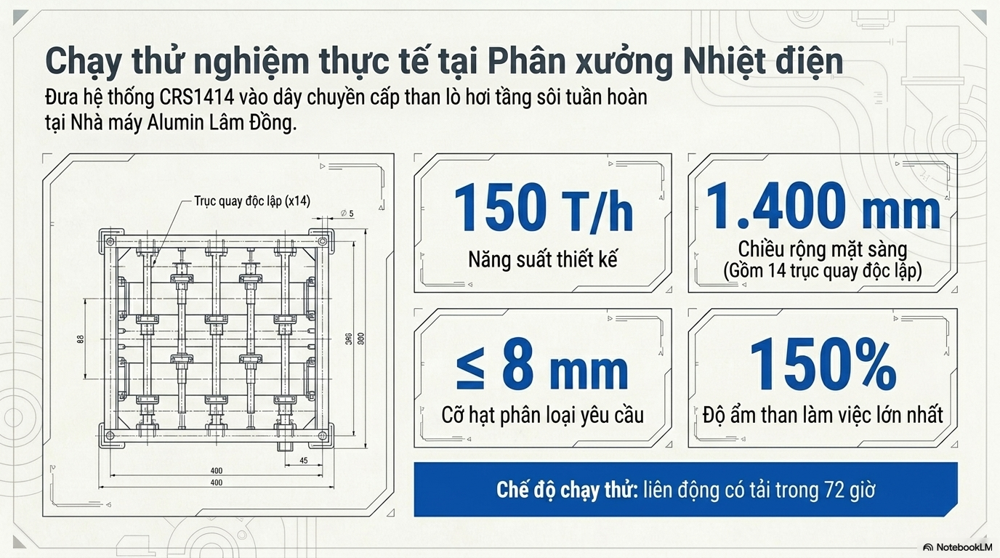 Chạy thử nghiệm thực tế tại Phân xưởng Nhiệt điện
Đưa hệ thống CRS1414 vào dây chuyền cấp than lò hơi tầng sôi tuần hoàn
tại Nhà máy Alumin Lâm Đồng.
Trục quay độc lập (x14)
Ø 5
88
45
400
400
150 T/h
Năng suất thiết kế
1.400 mm
Chiều rộng mặt sàng
(Gồm 14 trục quay độc lập)
≤ 8 mm
Cỡ hạt phân loại yêu cầu
150%
Độ ẩm than làm việc lớn nhất
Chế độ chạy thử: liên động có tải trong 72 giờ
NotebookLM